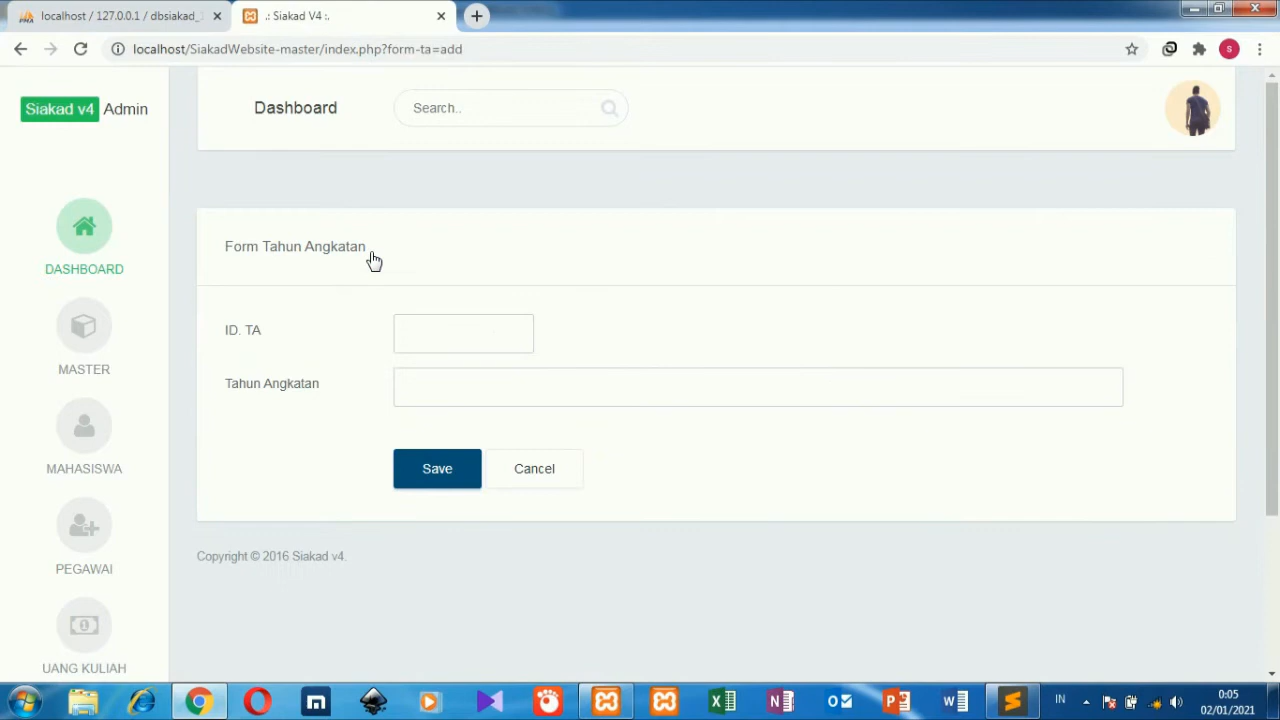 localhost / 127.0.0.1 / dbsiakad_
.: Siakad V4 :.
localhost/SiakadWebsite-master/index.php?form-ta=add
S
Siakad v4 Admin
Dashboard
Search..
DASHBOARD
MASTER
MAHASISWA
PEGAWAI
UANG KULIAH
Form Tahun Angkatan
ID. TA
Tahun Angkatan
Save
Cancel
Copyright © 2016 Siakad v4.
IN
0:05
02/01/2021